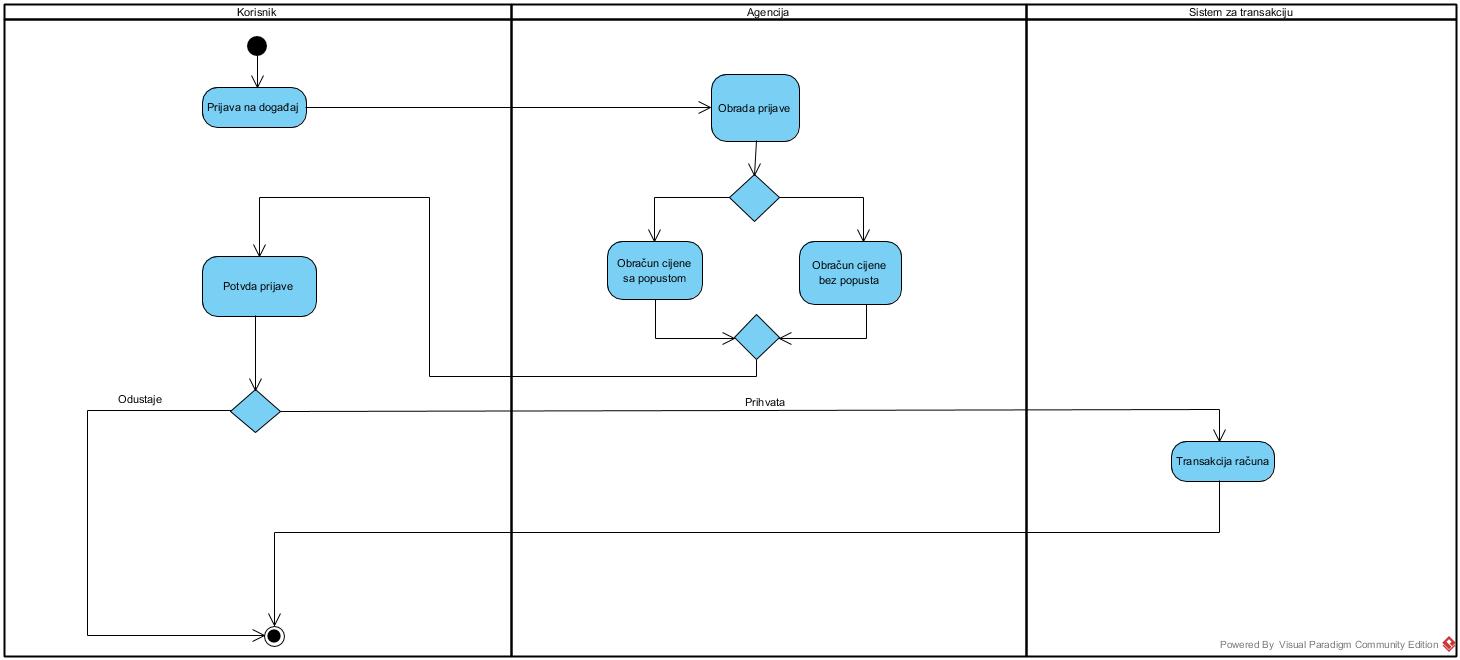 Korisnik
Agencija
Sistem za transakciju
Prijava na događaj
Obrada prijave
Obračun cijene
sa popustom
Obračun cijene
bez popusta
Potvda prijave
Odustaje
Prihvata
Transakcija računa
Powered By Visual Paradigm Community Edition